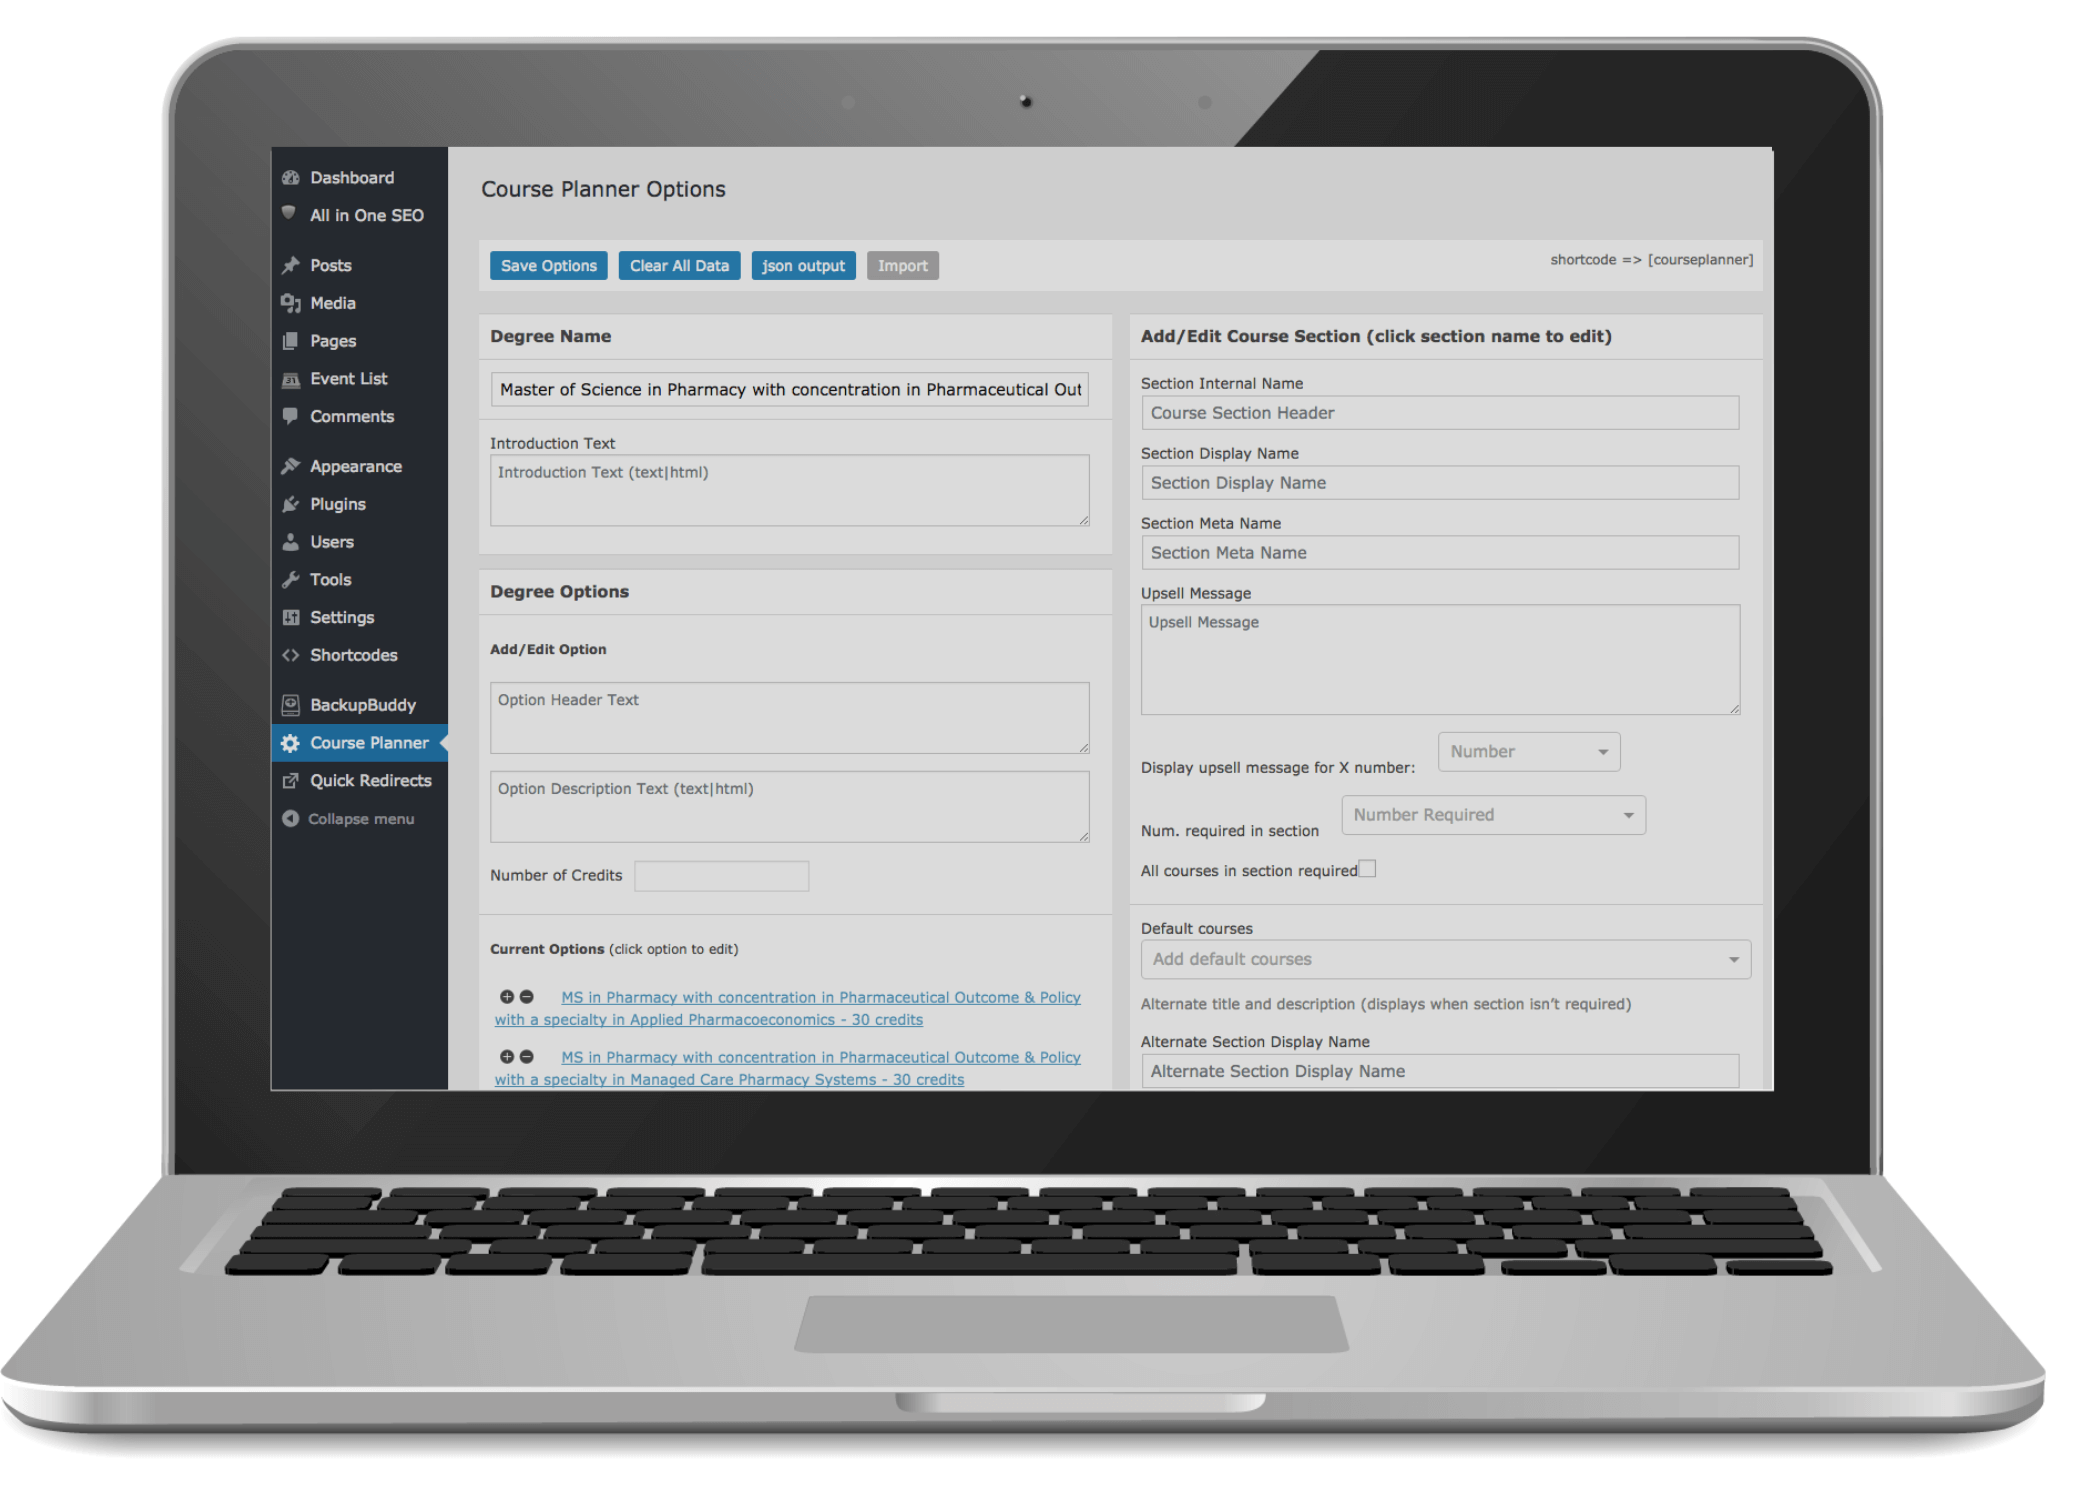 Dashboard
All in One SEO
Posts
Media
Pages
Event List
Comments
Appearance
Plugins
Users
Tools
Settings
Shortcodes
BackupBuddy
Course Planner
Quick Redirects
Collapse menu
Course Planner Options
Save Options Clear All Data json output Import
shortcode => [courseplanner]
Degree Name
Master of Science in Pharmacy with concentration in Pharmaceutical Out
Introduction Text
Introduction Text (text|html)
Degree Options
Add/Edit Option
Option Header Text
Option Description Text (text|html)
Number of Credits
Current Options (click option to edit)
MS in Pharmacy with concentration in Pharmaceutical Outcome & Policy
with a specialty in Applied Pharmacoeconomics - 30 credits
MS in Pharmacy with concentration in Pharmaceutical Outcome & Policy
with a specialty in Managed Care Pharmacy Systems - 30 credits
Add/Edit Course Section (click section name to edit)
Section Internal Name
Course Section Header
Section Display Name
Section Display Name
Section Meta Name
Section Meta Name
Upsell Message
Upsell Message
Display upsell message for X number: Number
Num. required in section Number Required
All courses in section required
Default courses
Add default courses
Alternate title and description (displays when section isn't required)
Alternate Section Display Name
Alternate Section Display Name